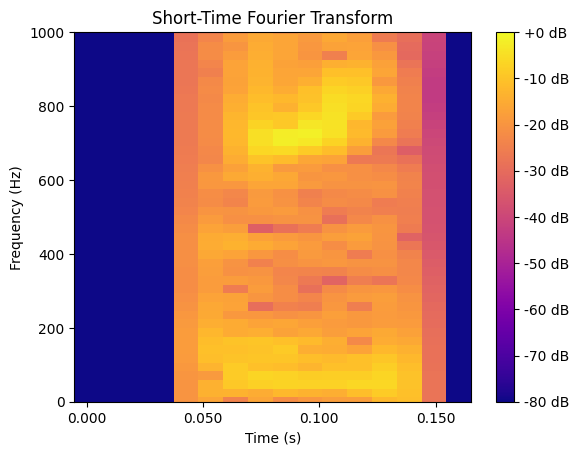 Short-Time Fourier Transform
Frequency (Hz)
1000
800
600
400
200
0
0.000
0.050
0.100
0.150
Time (s)
+0 dB
-10 dB
-20 dB
-30 dB
-40 dB
-50 dB
-60 dB
-70 dB
-80 dB